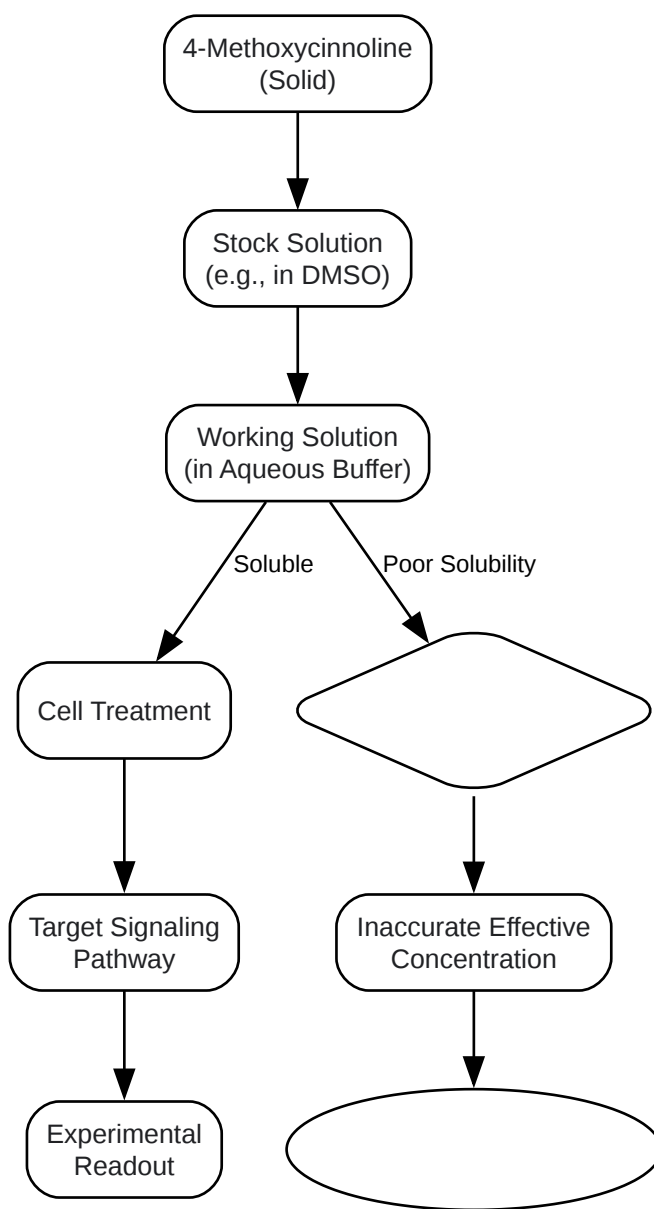 4-Methoxycinnoline
(Solid)
Stock Solution
(e.g., in DMSO)
Working Solution
(in Aqueous Buffer)
Soluble
Poor Solubility
Cell Treatment
Target Signaling
Pathway
Inaccurate Effective
Concentration
Experimental
Readout